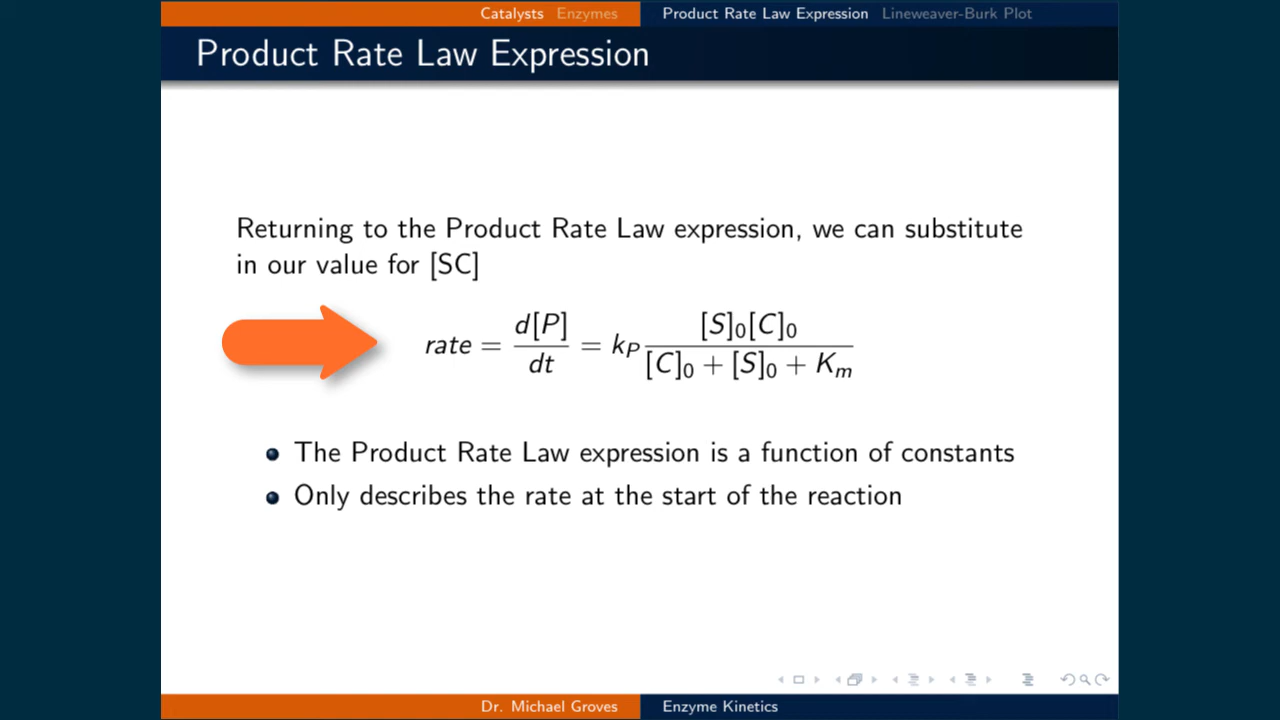 Catalysts Enzymes Product Rate Law Expression Lineweaver-Burk Plot
Product Rate Law Expression
Returning to the Product Rate Law expression, we can substitute
in our value for [SC]
rate = d[P]/dt = kₚ [S]₀[C]₀/([C]₀ + [S]₀ + Kₘ)
The Product Rate Law expression is a function of constants
Only describes the rate at the start of the reaction
Dr. Michael Groves Enzyme Kinetics